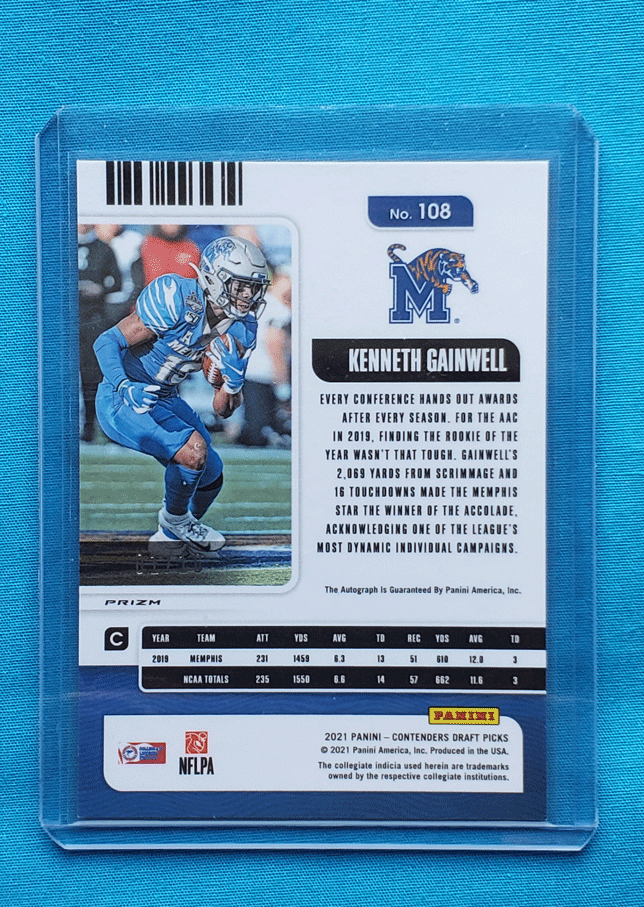 No. 108
M
KENNETH GAINWELL
EVERY CONFERENCE HANDS OUT AWARDS
AFTER EVERY SEASON. FOR THE AAC
IN 2019, FINDING THE ROOKIE OF THE
YEAR WASN'T THAT TOUGH. GAINWELL'S
2,069 YARDS FROM SCRIMMAGE AND
16 TOUCHDOWNS MADE THE MEMPHIS
STAR THE WINNER OF THE ACCOLADE,
ACKNOWLEDGING ONE OF THE LEAGUE'S
MOST DYNAMIC INDIVIDUAL CAMPAIGNS.
The Autograph is Guaranteed By Panini America, Inc.
PRIZM
C YEAR TEAM ATT YDS AVG TD REC YDS AVG TD
2019 MEMPHIS 231 1459 6.3 13 51 610 12.0 3
NCAA TOTALS 235 1550 6.6 14 57 662 11.6 3
PANINI
2021 PANINI – CONTENDERS DRAFT PICKS
© 2021 Panini America, Inc. Produced in the USA.
The collegiate indicia used herein are trademarks
owned by the respective collegiate institutions.
NFLPA